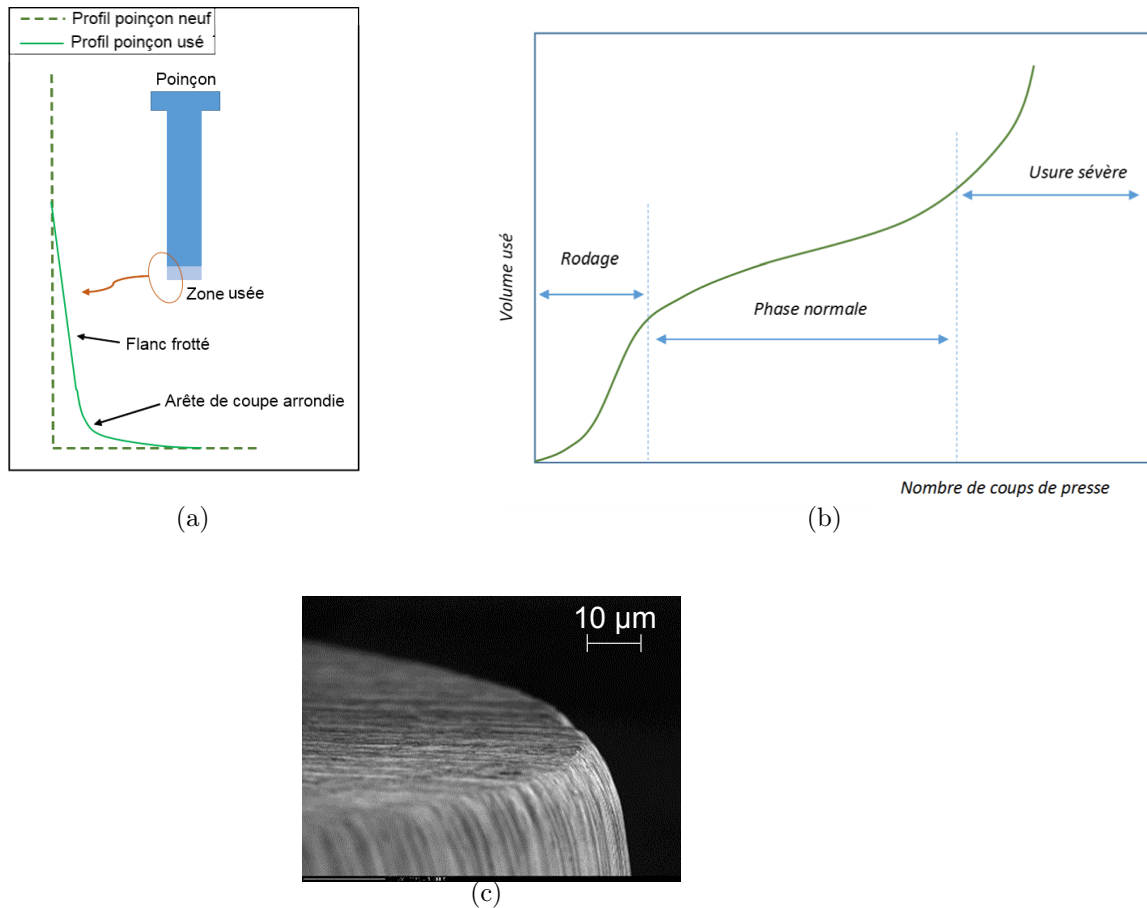 Profil poinçon neuf
Profil poinçon usé
Poinçon
Zone usée
Flanc frotté
Arête de coupe arrondie
(a)
Volume usé
Rodage
Phase normale
Usure sévère
Nombre de coups de presse
(b)
10 µm
(c)